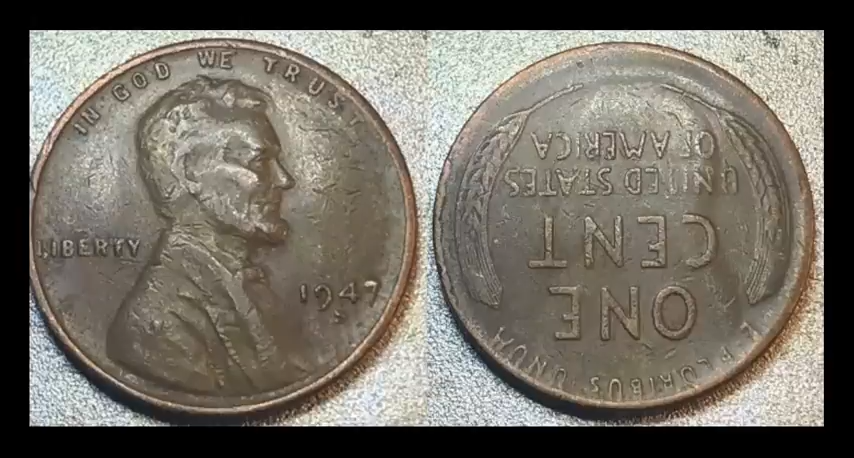 IN GOD WE TRUST
LIBERTY
1947
E PLURIBUS UNUM
ONE
CENT
UNITED STATES
OF AMERICA